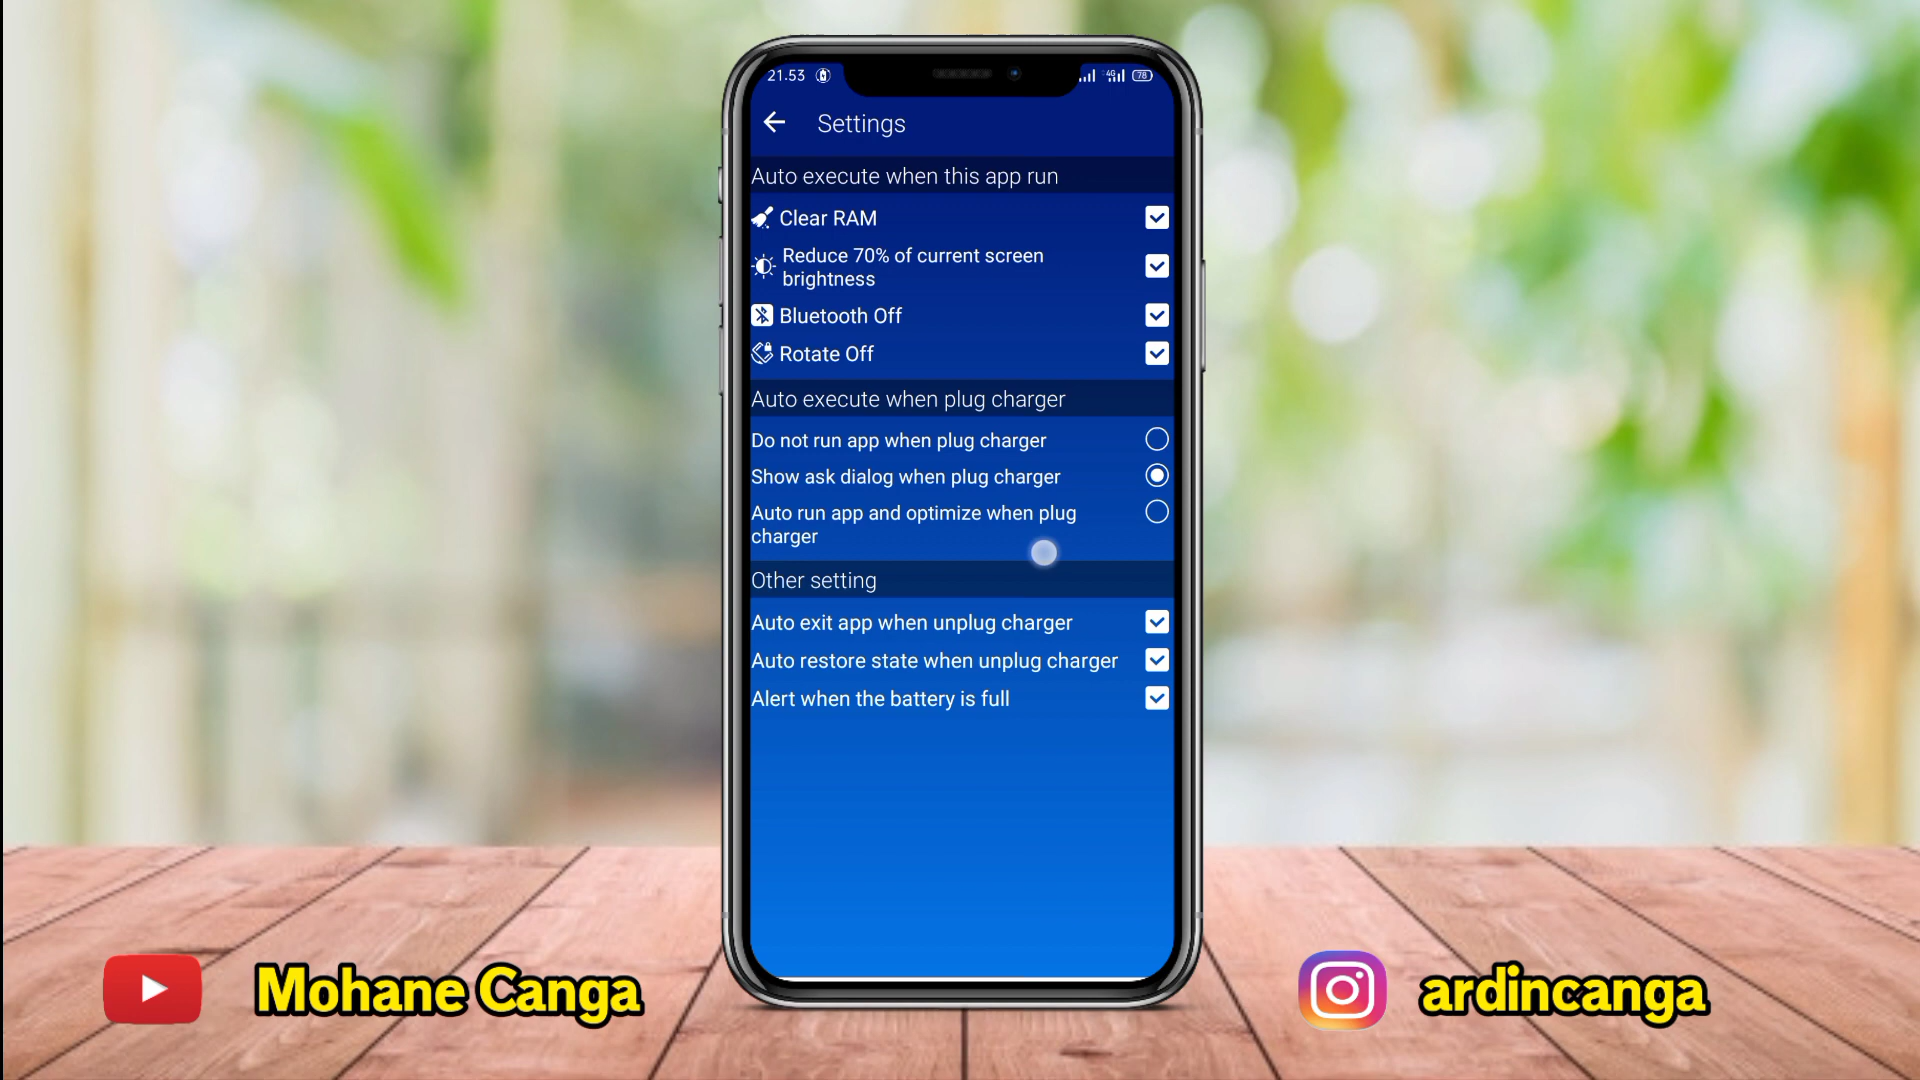 21.53
4G
78
Settings
Auto execute when this app run
Clear RAM
Reduce 70% of current screen
brightness
Bluetooth Off
Rotate Off
Auto execute when plug charger
Do not run app when plug charger
Show ask dialog when plug charger
Auto run app and optimize when plug
charger
Other setting
Auto exit app when unplug charger
Auto restore state when unplug charger
Alert when the battery is full
Mohane Canga
ardincanga